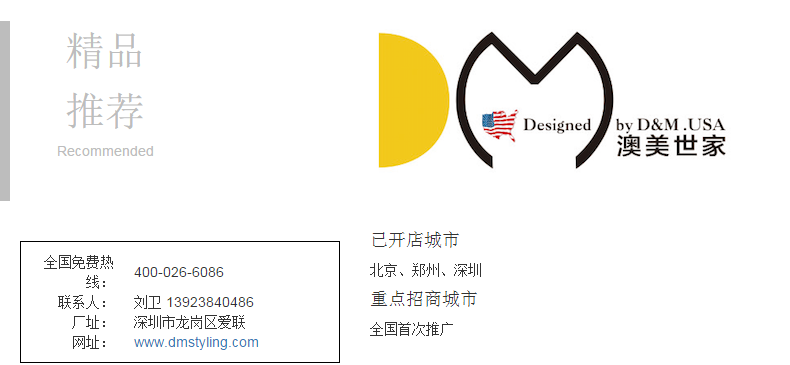 精品
推荐
Recommended
DM
Designed by D&M.USA
澳美世家
全国免费热线： 400-026-6086
联系人： 刘卫 13923840486
厂址： 深圳市龙岗区爱联
网址： www.dmstyling.com
已开店城市
北京、郑州、深圳
重点招商城市
全国首次推广